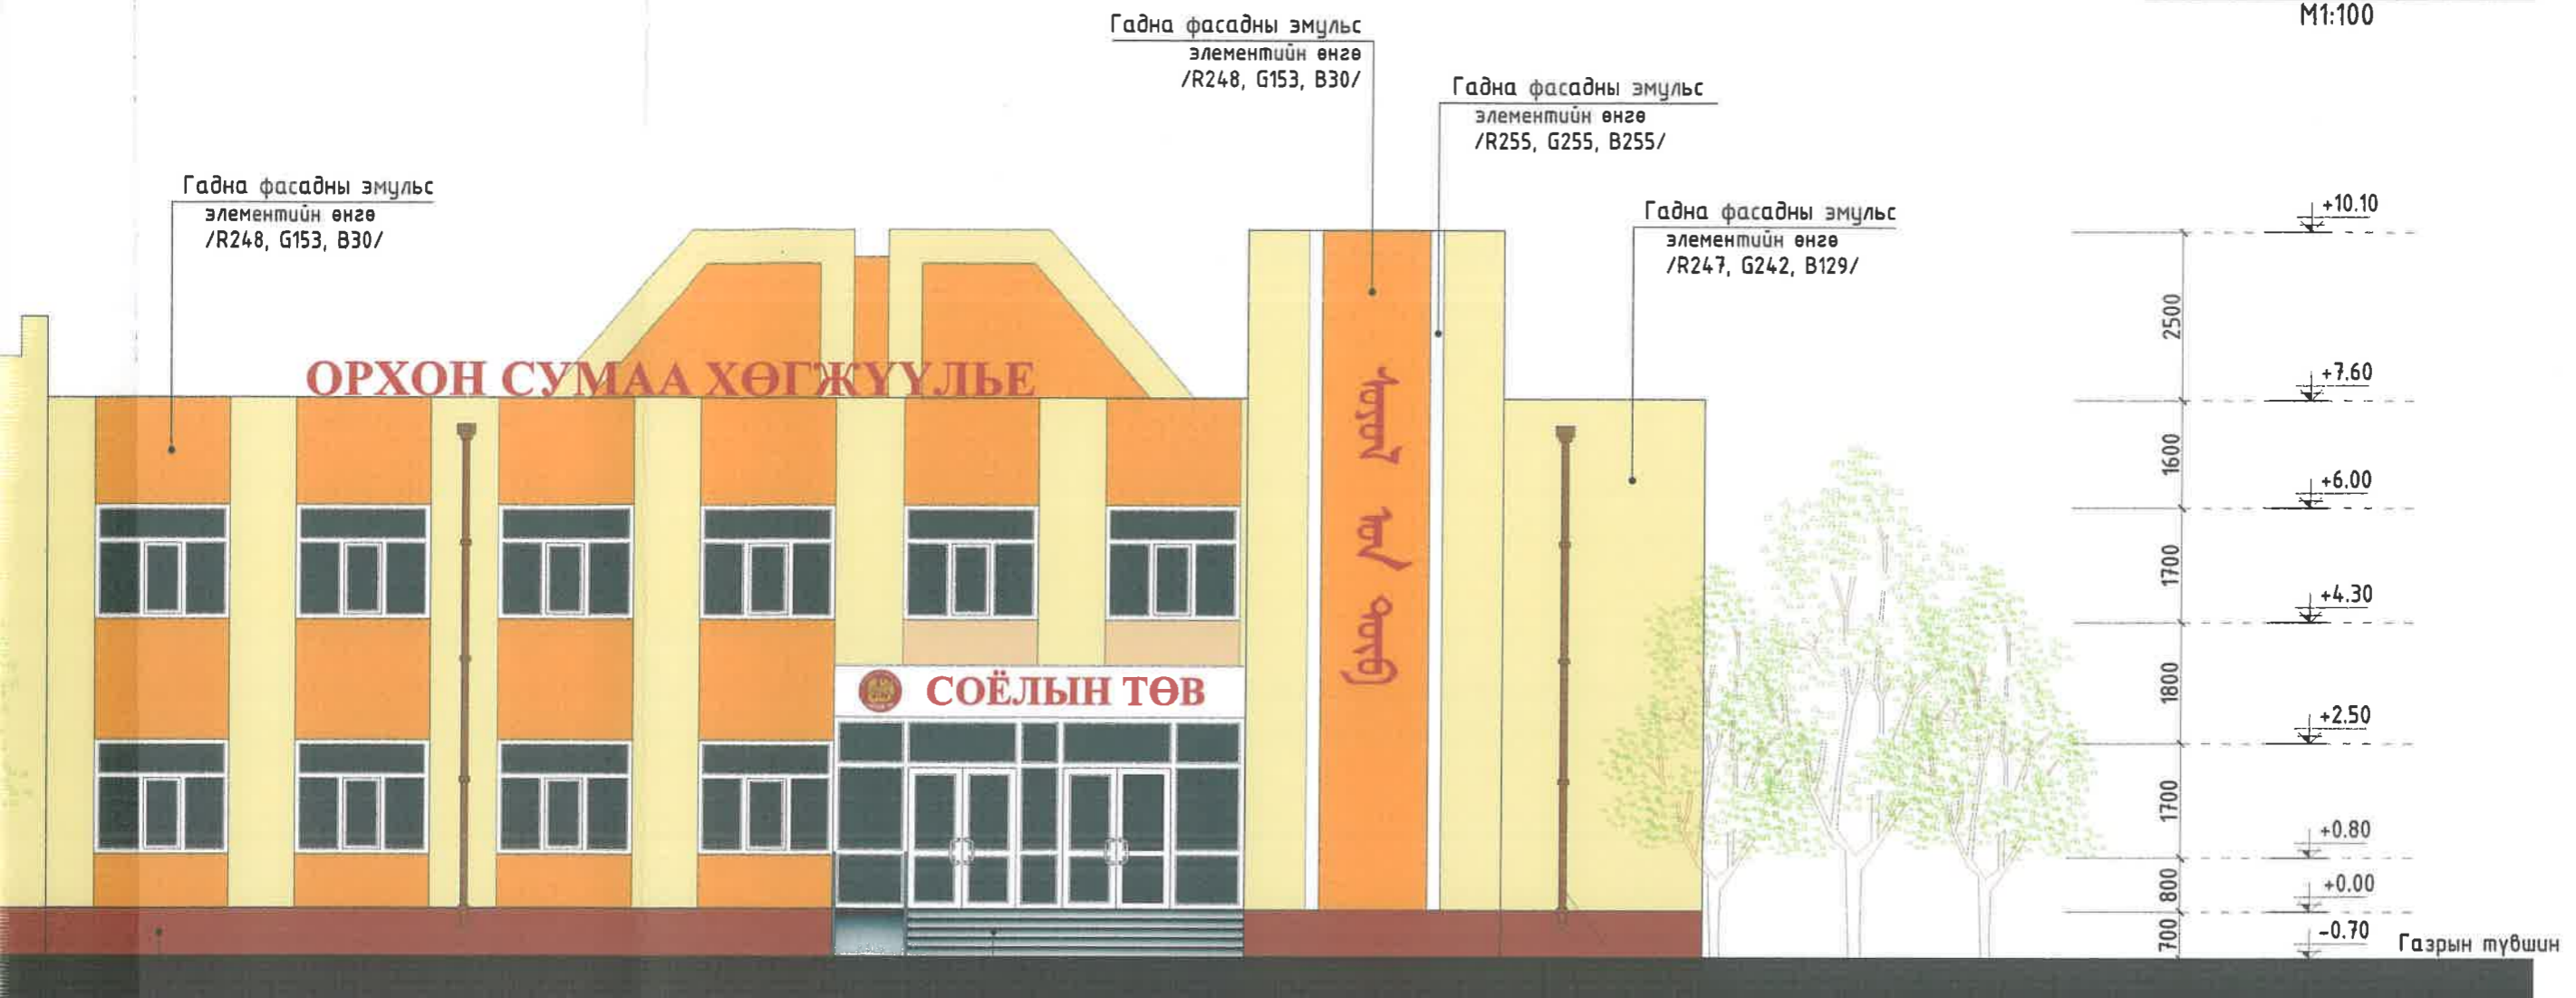 М1:100
Гадна фасадны эмульс
элементийн өнгө
/R248, G153, B30/
Гадна фасадны эмульс
элементийн өнгө
/R255, G255, B255/
Гадна фасадны эмульс
элементийн өнгө
/R248, G153, B30/
Гадна фасадны эмульс
элементийн өнгө
/R247, G242, B129/
ОРХОН СУМАА ХӨГЖҮҮЛЬЕ
СОЁЛЫН ТӨВ
2500
1600
1700
1800
1700
800
700
+10.10
+7.60
+6.00
+4.30
+2.50
+0.80
+0.00
-0.70
Газрын түвшин